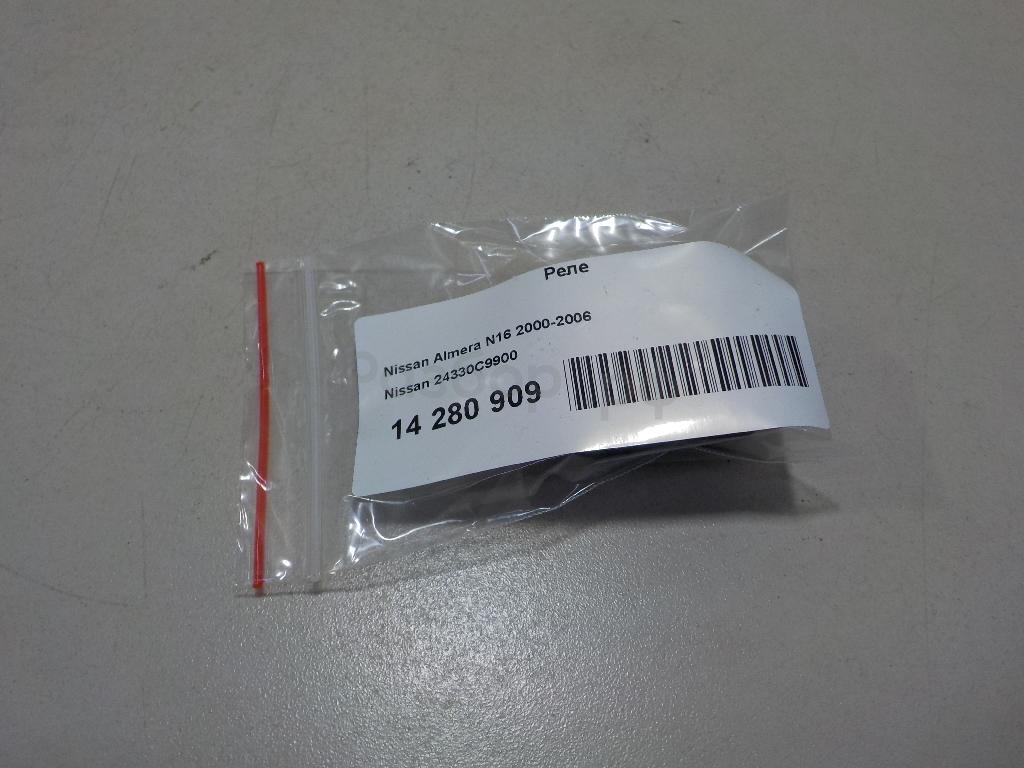 Реле
Nissan Almera N16 2000-2006
Nissan 24330C9900
14 280 909